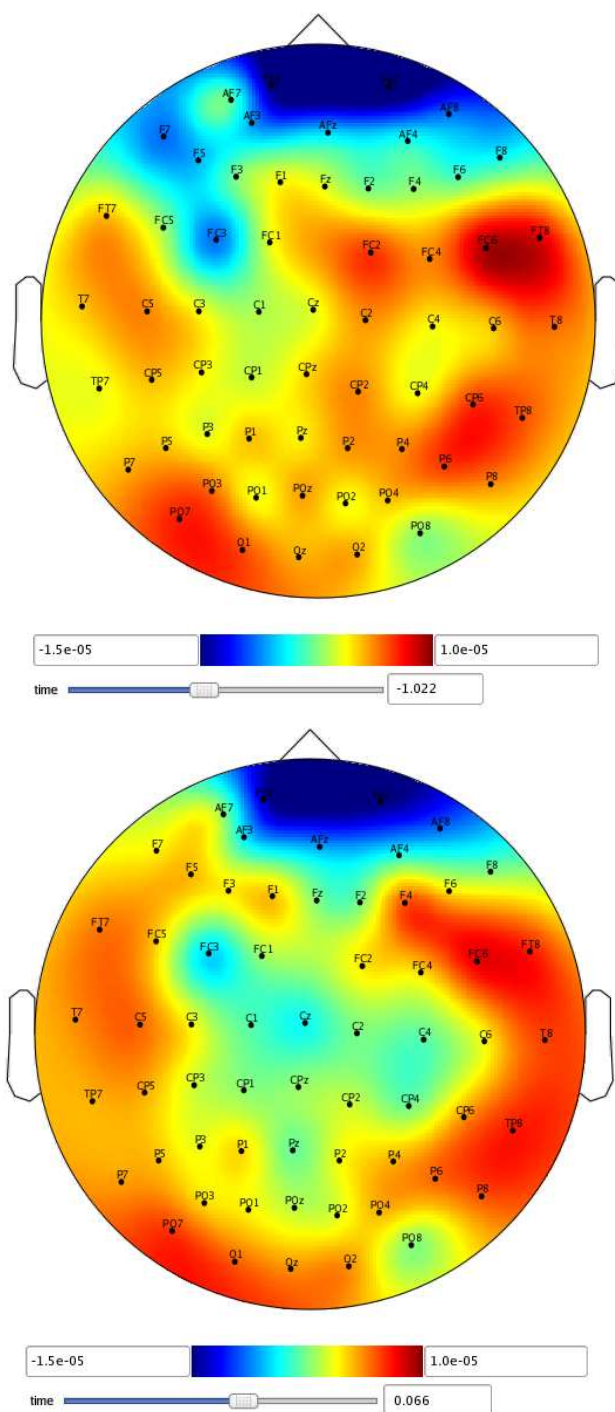 AF7 AF3 AFz AF4 AF8
F7 F5 F3 F1 Fz F2 F4 F6 F8
FT7 FC5 FC3 FC1 FC2 FC4 FC6 FT8
T7 C5 C3 C1 Cz C2 C4 C6 T8
TP7 CP5 CP3 CP1 CPz CP2 CP4 CP6 TP8
P7 P5 P3 P1 Pz P2 P4 P6 P8
PO7 PO3 PO1 POz PO2 PO4 PO8
O1 Oz O2
-1.5e-05 1.0e-05
time -1.022
AF7 AF3 AFz AF4 AF8
F7 F5 F3 F1 Fz F2 F4 F6 F8
FT7 FC5 FC3 FC1 FC2 FC4 FC6 FT8
T7 C5 C3 C1 Cz C2 C4 C6 T8
TP7 CP5 CP3 CP1 CPz CP2 CP4 CP6 TP8
P7 P5 P3 P1 Pz P2 P4 P6 P8
PO7 PO3 PO1 POz PO2 PO4 PO8
O1 Oz O2
-1.5e-05 1.0e-05
time 0.066